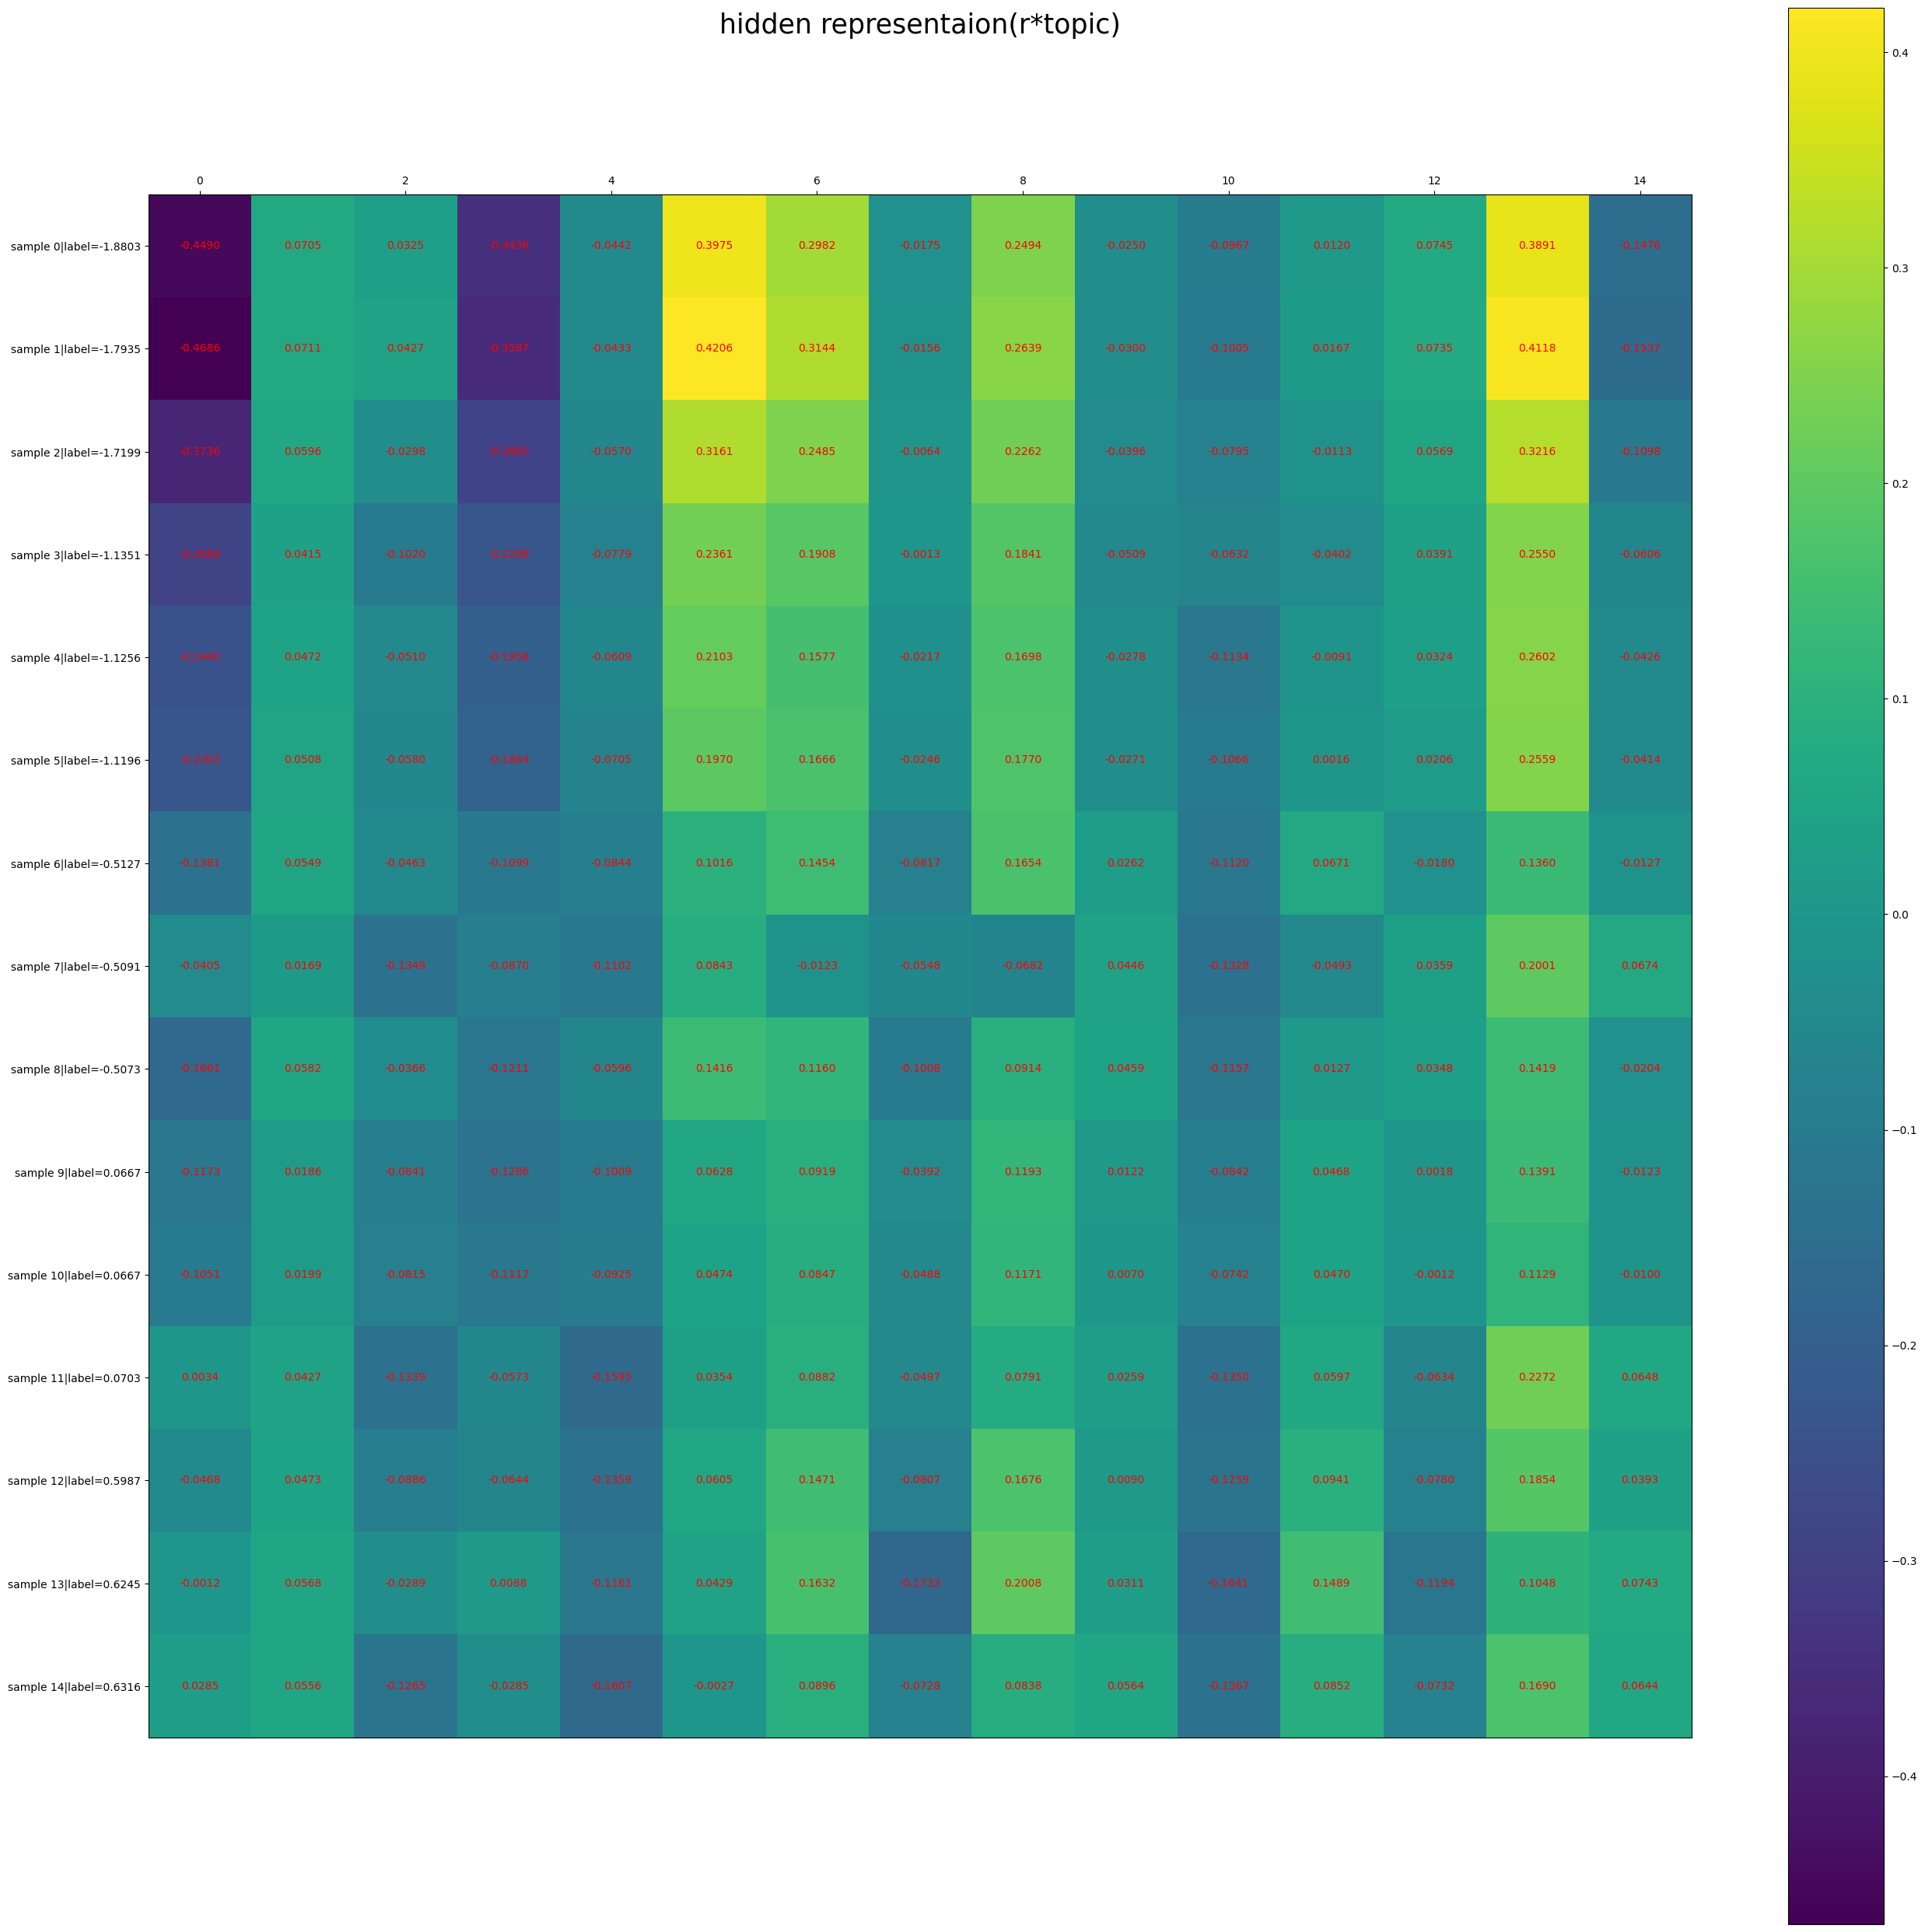 hidden representaion(r*topic)
0 2 4 6 8 10 12 14
sample 0|label=-1.8803 -0.4490 0.0705 0.0325 -0.3436 -0.0442 0.3975 0.2982 -0.0175 0.2494 -0.0250 -0.0967 0.0120 0.0745 0.3891 -0.1476
sample 1|label=-1.7935 -0.4686 0.0711 0.0427 -0.3587 -0.0433 0.4206 0.3144 -0.0156 0.2639 -0.0300 -0.1005 0.0167 0.0735 0.4118 -0.1537
sample 2|label=-1.7199 -0.3736 0.0596 -0.0298 -0.0570 0.3161 0.2485 -0.0064 0.2262 -0.0396 -0.0795 -0.0113 0.0569 0.3216 -0.1098
sample 3|label=-1.1351 0.0415 -0.1020 -0.0779 0.2361 0.1908 -0.0013 0.1841 -0.0509 -0.0632 -0.0402 0.0391 0.2550 -0.0606
sample 4|label=-1.1256 0.0472 -0.0510 -0.0609 0.2103 0.1577 -0.0217 0.1698 -0.0278 -0.1134 -0.0091 0.0324 0.2602 -0.0426
sample 5|label=-1.1196 0.0508 -0.0580 -0.1864 -0.0705 0.1970 0.1666 -0.0246 0.1770 -0.0271 -0.1066 0.0016 0.0206 0.2559 -0.0414
sample 6|label=-0.5127 -0.1381 0.0549 -0.0463 -0.1099 -0.0844 0.1016 0.1454 -0.0817 0.1654 0.0262 -0.1120 0.0671 -0.0180 0.1360 -0.0127
sample 7|label=-0.5091 -0.0405 0.0169 -0.1349 -0.0870 -0.1102 0.0843 -0.0123 -0.0548 -0.0682 0.0446 -0.1328 -0.0493 0.0359 0.2001 0.0674
sample 8|label=-0.5073 -0.1681 0.0582 -0.0366 -0.1211 -0.0596 0.1416 0.1160 -0.1008 0.0914 0.0459 -0.1157 0.0127 0.0348 0.1419 -0.0204
sample 9|label=0.0667 -0.1173 0.0186 -0.0841 -0.1286 -0.1009 0.0628 0.0919 -0.0392 0.1193 0.0122 -0.0842 0.0468 0.0018 0.1391 -0.0123
sample 10|label=0.0667 -0.1051 0.0199 -0.0815 -0.1117 -0.0925 0.0474 0.0847 -0.0488 0.1171 0.0070 -0.0742 0.0470 -0.0012 0.1129 -0.0100
sample 11|label=0.0703 0.0034 0.0427 -0.1339 -0.0573 -0.1595 0.0354 0.0882 -0.0497 0.0791 0.0259 -0.1350 0.0597 -0.0634 0.2272 0.0648
sample 12|label=0.5987 -0.0468 0.0473 -0.0886 -0.0644 -0.1359 0.0605 0.1471 -0.0807 0.1676 0.0090 -0.1259 0.0941 -0.0780 0.1854 0.0393
sample 13|label=0.6245 -0.0012 0.0568 -0.0289 0.0088 -0.1161 0.0429 0.1632 -0.1733 0.2008 0.0311 -0.1641 0.1489 -0.1194 0.1048 0.0743
sample 14|label=0.6316 0.0285 0.0556 -0.1265 -0.0285 -0.1607 -0.0027 0.0896 -0.0728 0.0838 0.0564 -0.1367 0.0852 -0.0732 0.1690 0.0644
0.4
0.3
0.2
0.1
0.0
−0.1
−0.2
−0.3
−0.4